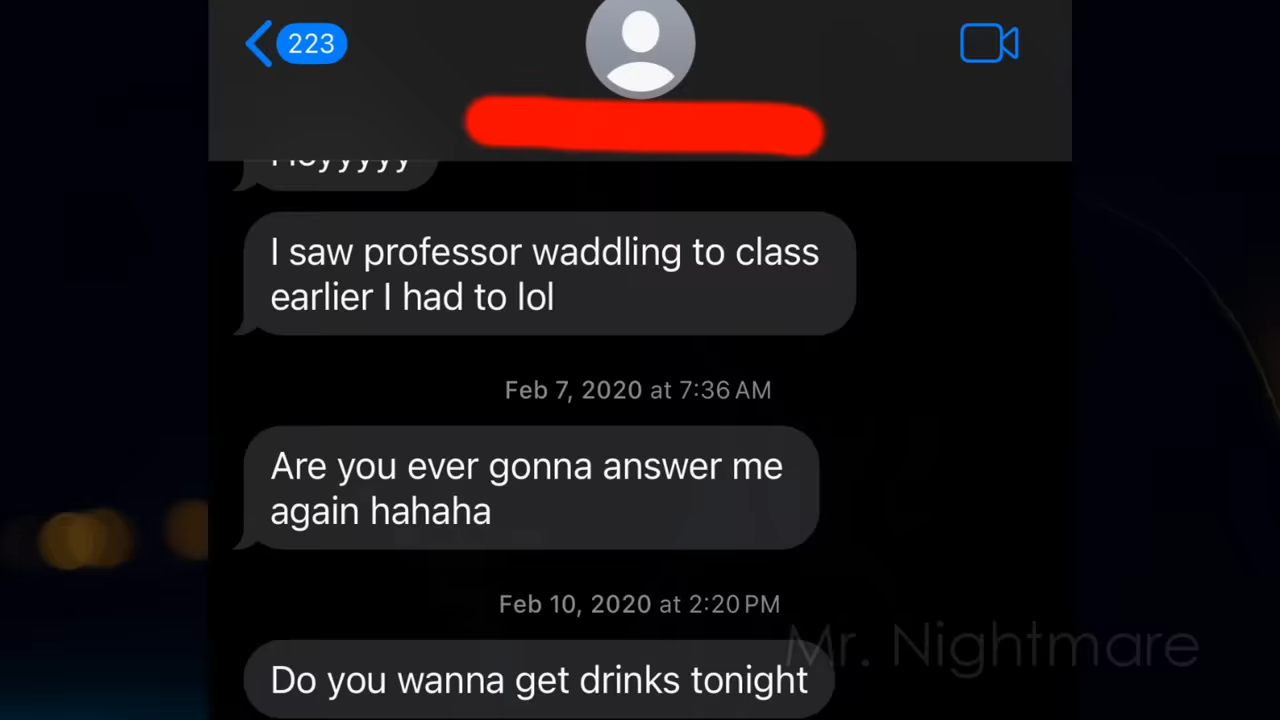 223
I saw professor waddling to class
earlier I had to lol
Feb 7, 2020 at 7:36 AM
Are you ever gonna answer me
again hahaha
Feb 10, 2020 at 2:20 PM
Do you wanna get drinks tonight
Mr. Nightmare